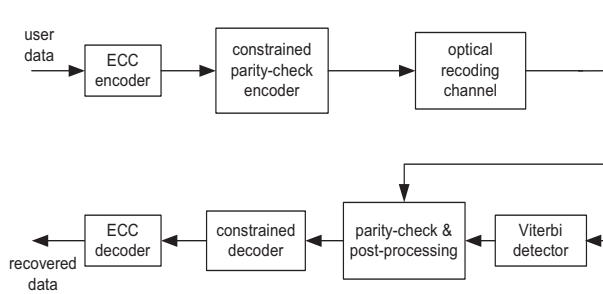 user
data
ECC
encoder
constrained
parity-check
encoder
optical
recoding
channel
ECC
decoder
constrained
decoder
parity-check &
post-processing
Viterbi
detector
recovered
data